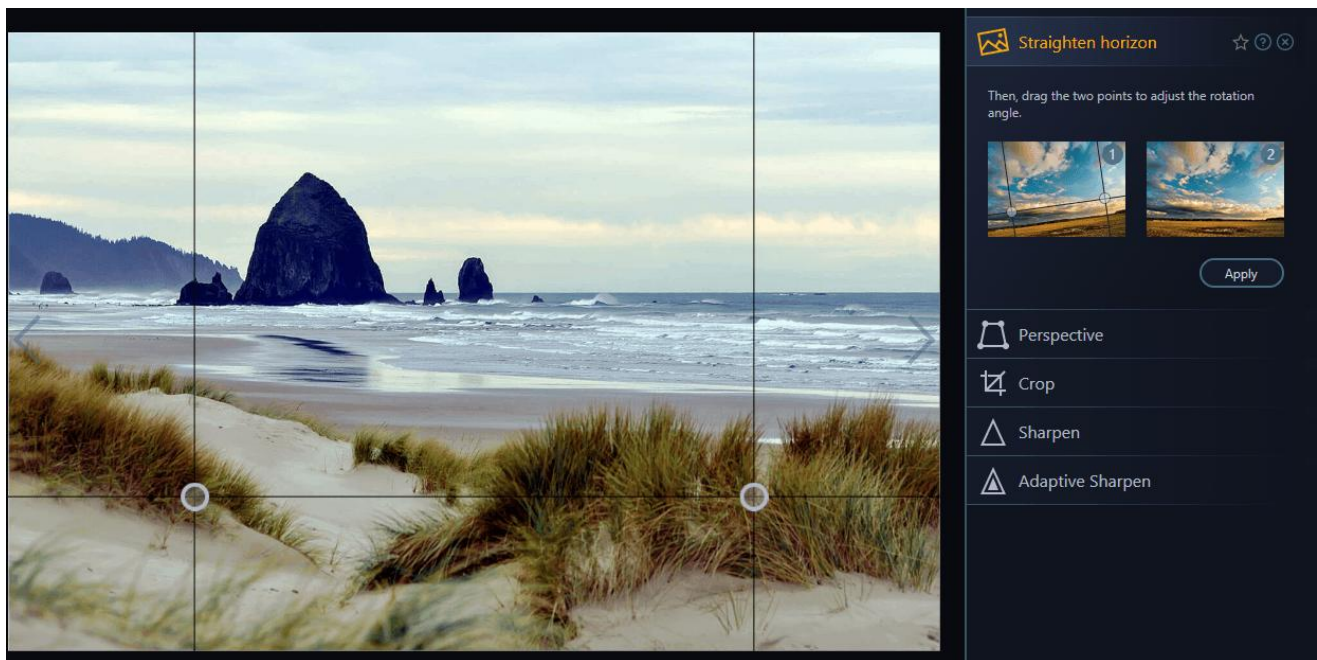 Straighten horizon
Then, drag the two points to adjust the rotation
angle.
1
2
Apply
Perspective
Crop
Sharpen
Adaptive Sharpen